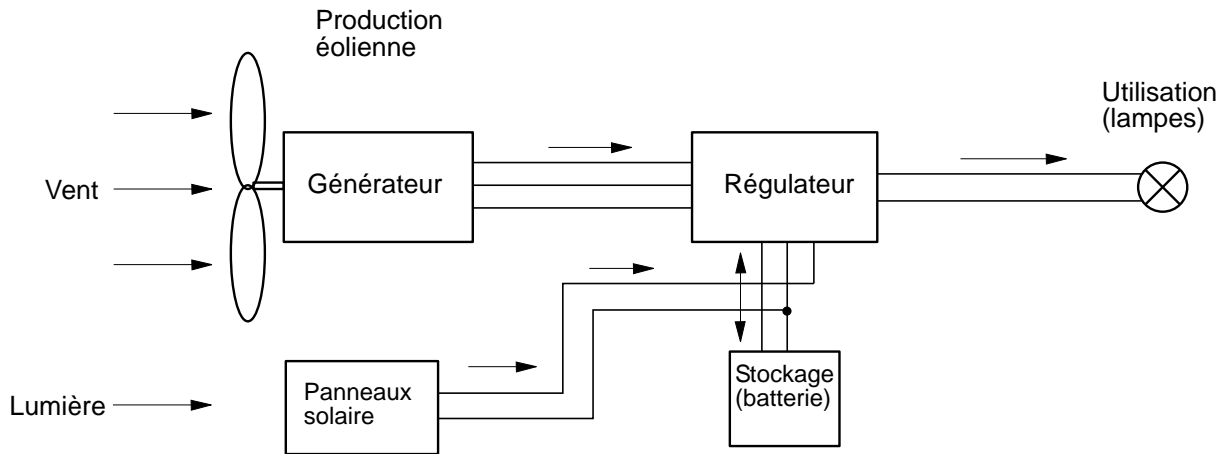 Production
éolienne
Utilisation
(lampes)
Vent
Générateur
Régulateur
Lumière
Panneaux
solaire
Stockage
(batterie)